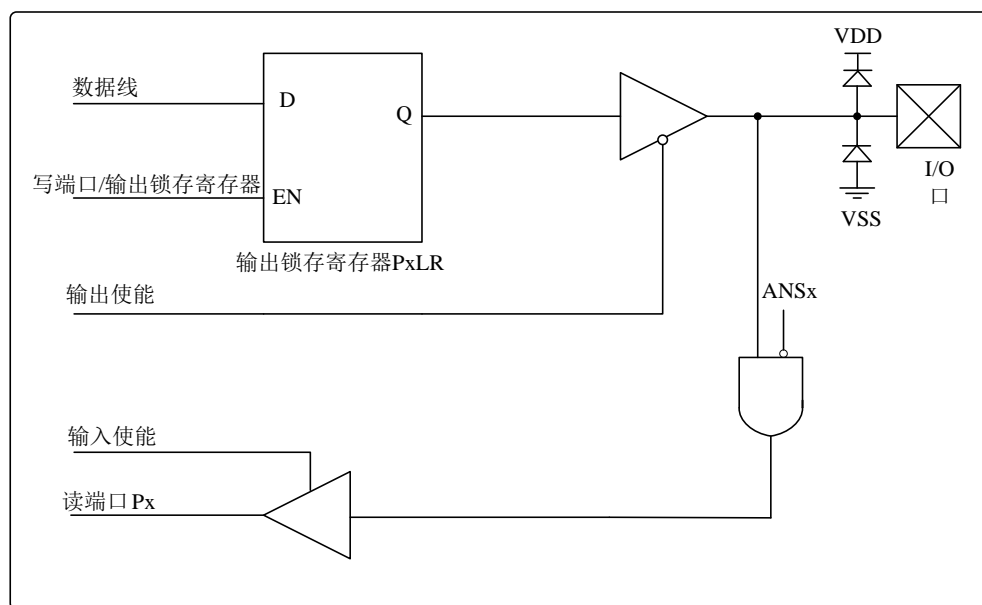 VDD
数据线
D
Q
I/O
口
写端口/输出锁存寄存器
EN
VSS
输出锁存寄存器PxLR
输出使能
ANSx
输入使能
读端口Px